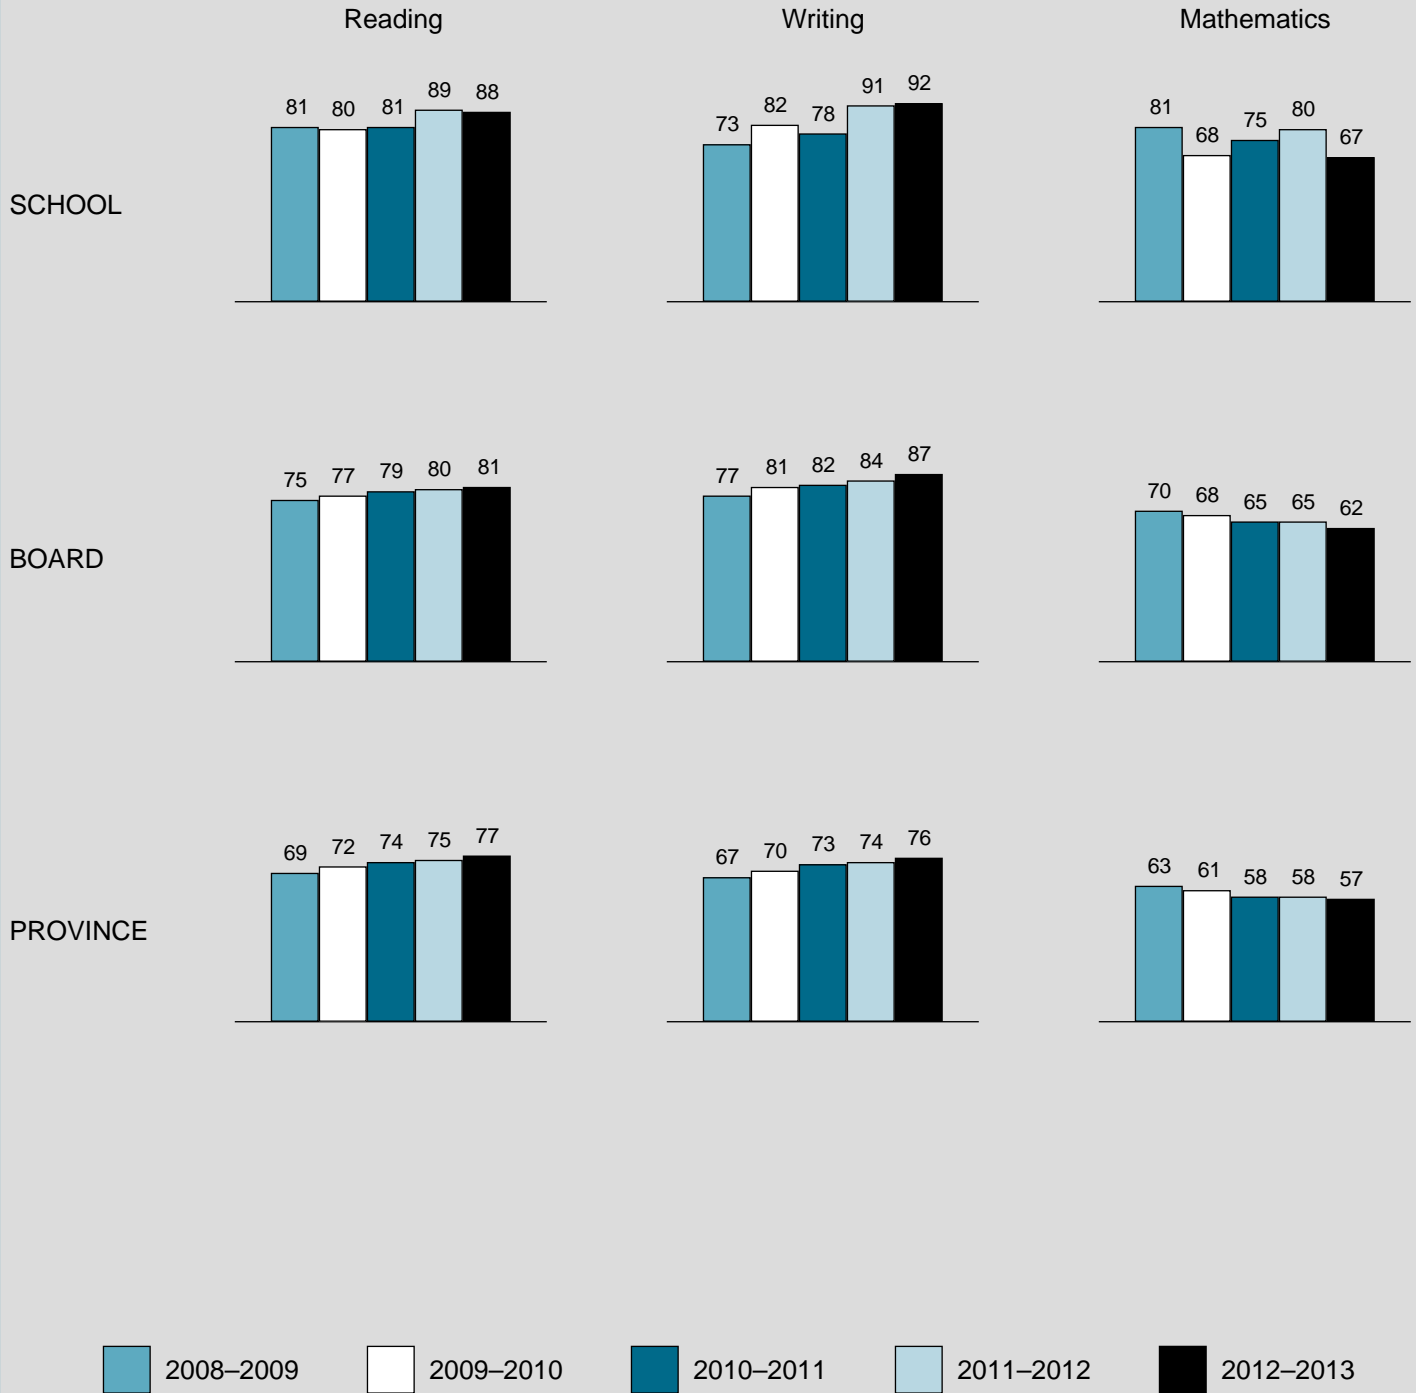 Reading Writing Mathematics
81 80 81 89 88 73 82 78 91 92 81 68 75 80 67
SCHOOL
75 77 79 80 81 77 81 82 84 87 70 68 65 65 62
BOARD
69 72 74 75 77 67 70 73 74 76 63 61 58 58 57
PROVINCE
2008–2009 2009–2010 2010–2011 2011–2012 2012–2013